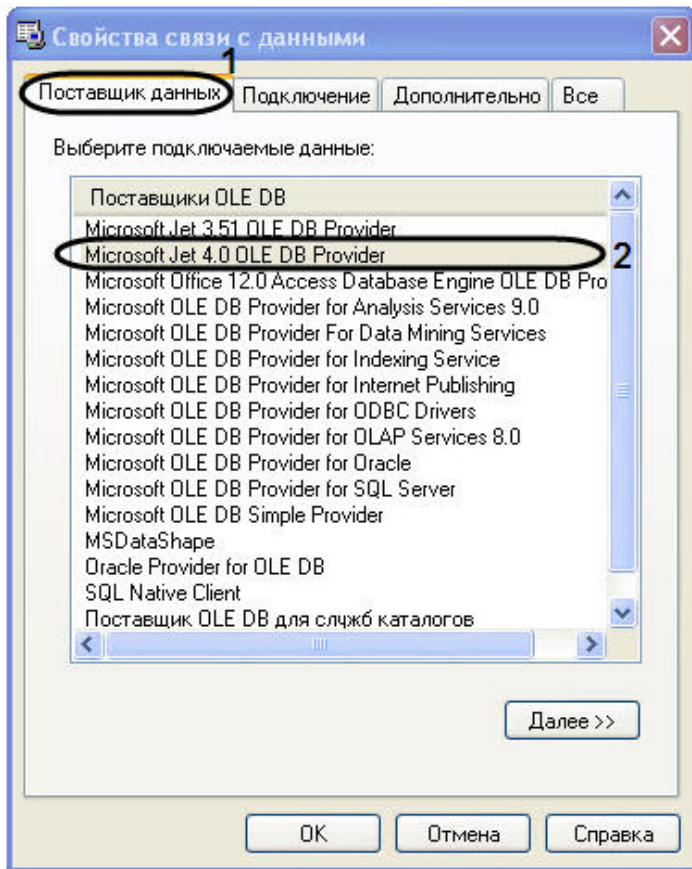 Свойства связи с данными
1
Поставщик данных Подключение Дополнительно Все
Выберите подключаемые данные:
Поставщики OLE DB
Microsoft Jet 3.51 OLE DB Provider
Microsoft Jet 4.0 OLE DB Provider 2
Microsoft Office 12.0 Access Database Engine OLE DB Pro
Microsoft OLE DB Provider for Analysis Services 9.0
Microsoft OLE DB Provider For Data Mining Services
Microsoft OLE DB Provider for Indexing Service
Microsoft OLE DB Provider for Internet Publishing
Microsoft OLE DB Provider for ODBC Drivers
Microsoft OLE DB Provider for OLAP Services 8.0
Microsoft OLE DB Provider for Oracle
Microsoft OLE DB Provider for SQL Server
Microsoft OLE DB Simple Provider
MSDataShape
Oracle Provider for OLE DB
SQL Native Client
Поставщик OLE DB для служб каталогов
Далее >>
OK Отмена Справка